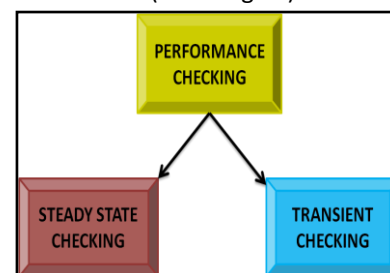 PERFORMANCE
CHECKING
STEADY STATE
CHECKING
TRANSIENT
CHECKING